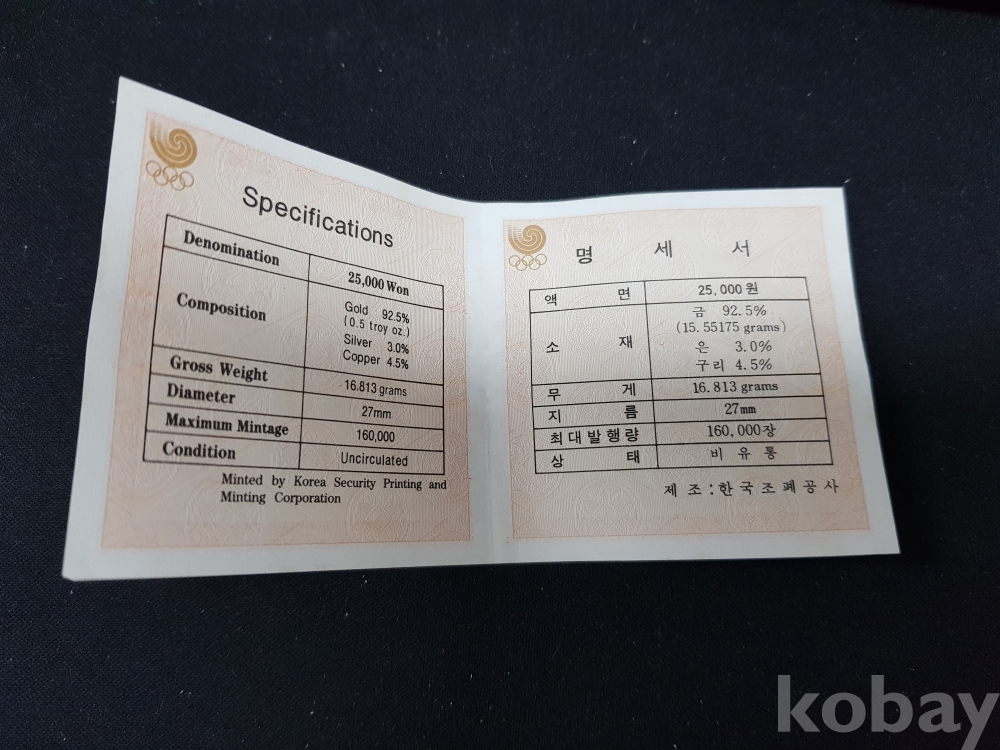 Specifications
Denomination 25,000 Won
Composition Gold 92.5%
(0.5 troy oz.)
Silver 3.0%
Copper 4.5%
Gross Weight 16.813 grams
Diameter 27mm
Maximum Mintage 160,000
Condition Uncirculated
Minted by Korea Security Printing and
Minting Corporation
명 세 서
액 면 25,000원
소 재 금 92.5%
(15.55175 grams)
은 3.0%
구리 4.5%
무 게 16.813 grams
지 름 27mm
최대발행량 160,000장
상 태 비 유 통
제 조 : 한국조폐공사
kobay